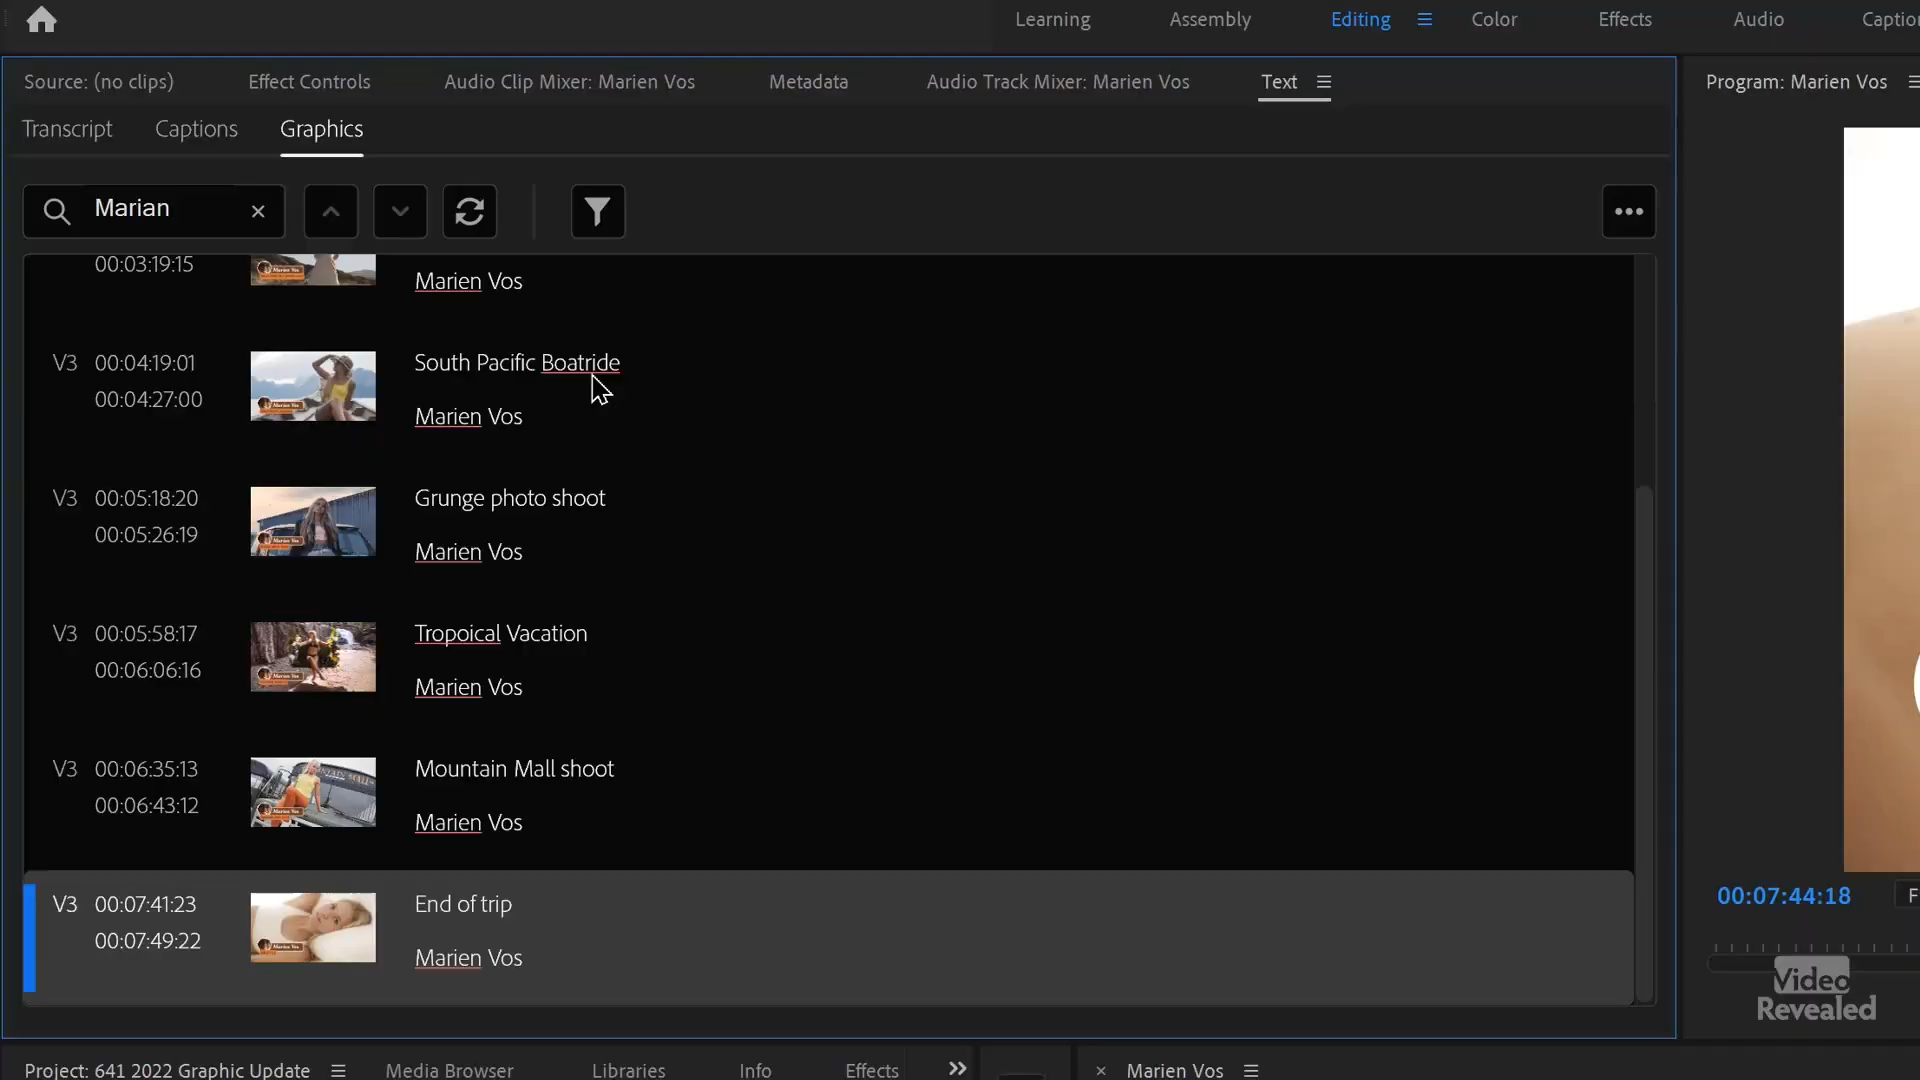 Learning Assembly Editing Color Effects Audio Captio
Source: (no clips) Effect Controls Audio Clip Mixer: Marien Vos Metadata Audio Track Mixer: Marien Vos Text Program: Marien Vos
Transcript Captions Graphics
Marian
00:03:19:15
Marien Vos
V3 00:04:19:01 South Pacific Boatride
00:04:27:00
Marien Vos
V3 00:05:18:20 Grunge photo shoot
00:05:26:19
Marien Vos
V3 00:05:58:17 Tropoical Vacation
00:06:06:16
Marien Vos
V3 00:06:35:13 Mountain Mall shoot
00:06:43:12
Marien Vos
V3 00:07:41:23 End of trip
00:07:49:22
Marien Vos
00:07:44:18 F
Video
Revealed
Project: 641 2022 Graphic Update Media Browser Libraries Info Effects Marien Vos